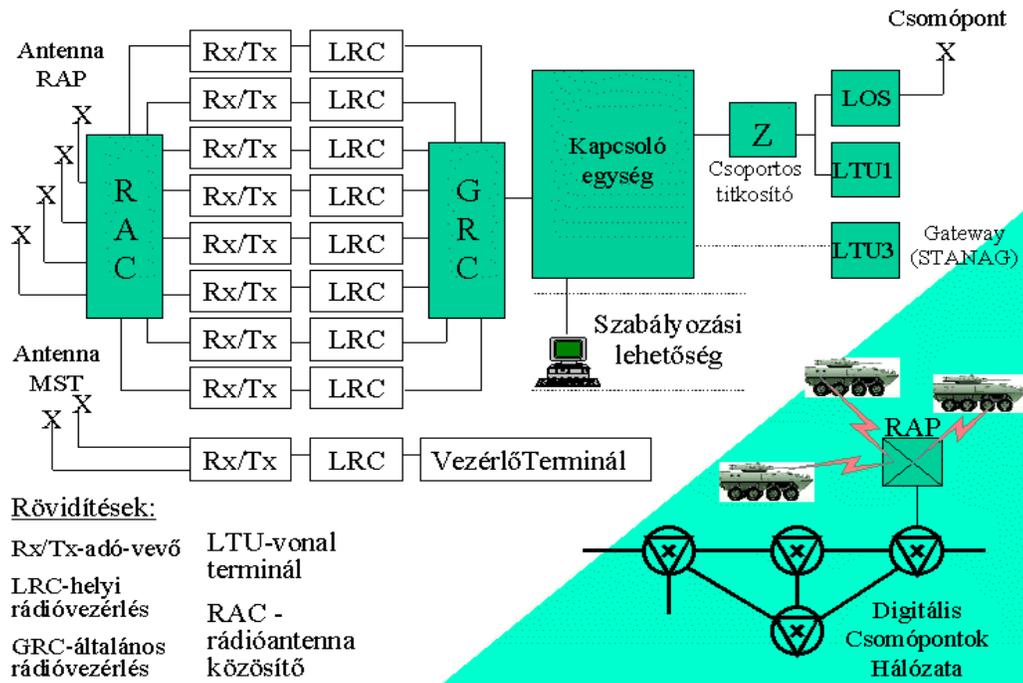 Csomópont
X
Antenna
RAP
X
X
X
X
Rx/Tx LRC
Rx/Tx LRC
Rx/Tx LRC
Rx/Tx LRC
Rx/Tx LRC
Rx/Tx LRC
Rx/Tx LRC
Rx/Tx LRC
R
A
C
G
R
C
Kapcsoló
egység
Z
Csoportos
titkosító
LOS
LTU1
LTU3
Gateway
(STANAG)
Szabályozási
lehetőség
Antenna
MST
X
X
Rx/Tx LRC VezérlőTerminál
RAP
Digitális
Csomópontok
Hálózata
Rövidítések:
Rx/Tx-adó-vevő
LRC-helyi
rádióvezérlés
GRC-általános
rádióvezérlés
LTU-vonal
terminál
RAC -
rádióantenna
közösítő